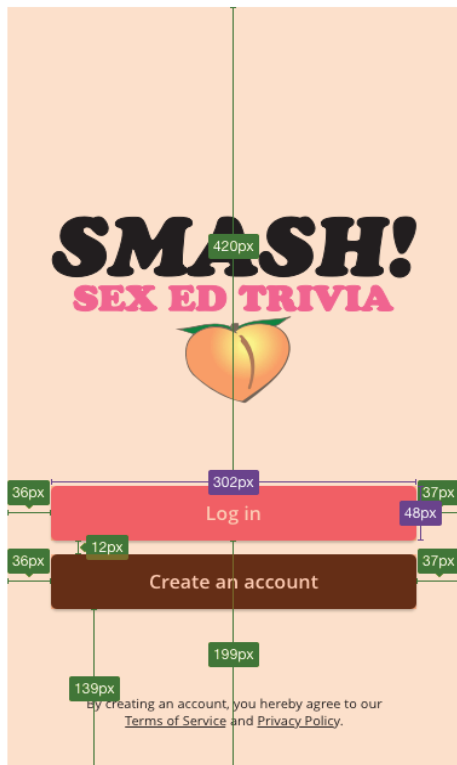 SMASH!
420px
SEX ED TRIVIA
302px
36px
37px
Log in
48px
12px
36px
37px
Create an account
199px
139px
By creating an account, you hereby agree to our
Terms of Service and Privacy Policy.